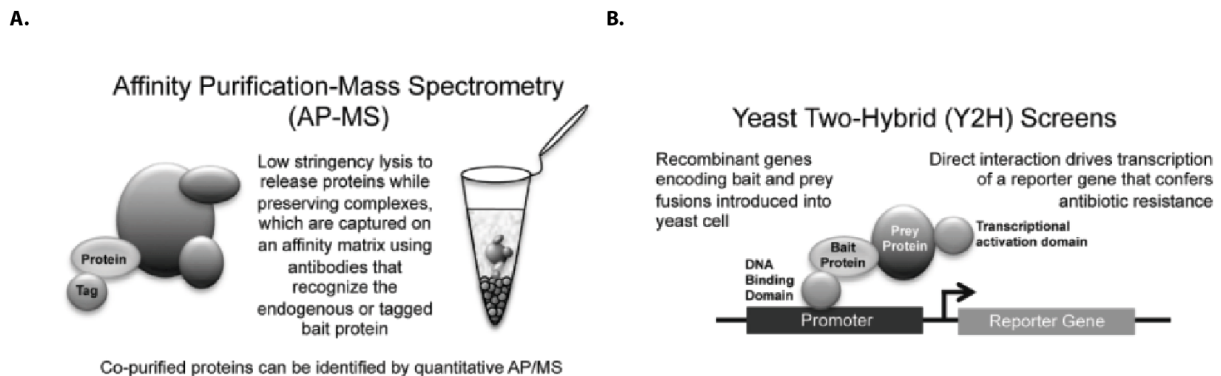 A.
Affinity Purification-Mass Spectrometry
(AP-MS)
Low stringency lysis to
release proteins while
preserving complexes,
which are captured on
an affinity matrix using
antibodies that
recognize the
endogenous or tagged
bait protein
Protein
Tag
Co-purified proteins can be identified by quantitative AP/MS
B.
Yeast Two-Hybrid (Y2H) Screens
Recombinant genes
encoding bait and prey
fusions introduced into
yeast cell
Direct interaction drives transcription
of a reporter gene that confers
antibiotic resistance
Prey
Protein
Transcriptional
activation domain
Bait
Protein
DNA
Binding
Domain
Promoter
Reporter Gene